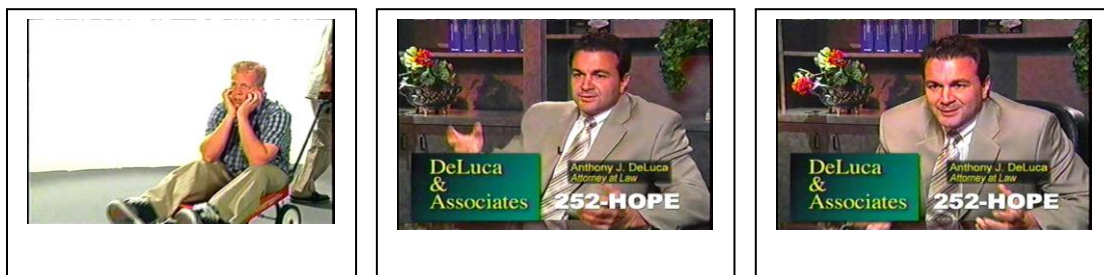 DeLuca
&
Associates
Anthony J. DeLuca
Attorney at Law
252-HOPE
DeLuca
&
Associates
Anthony J. DeLuca
Attorney at Law
252-HOPE